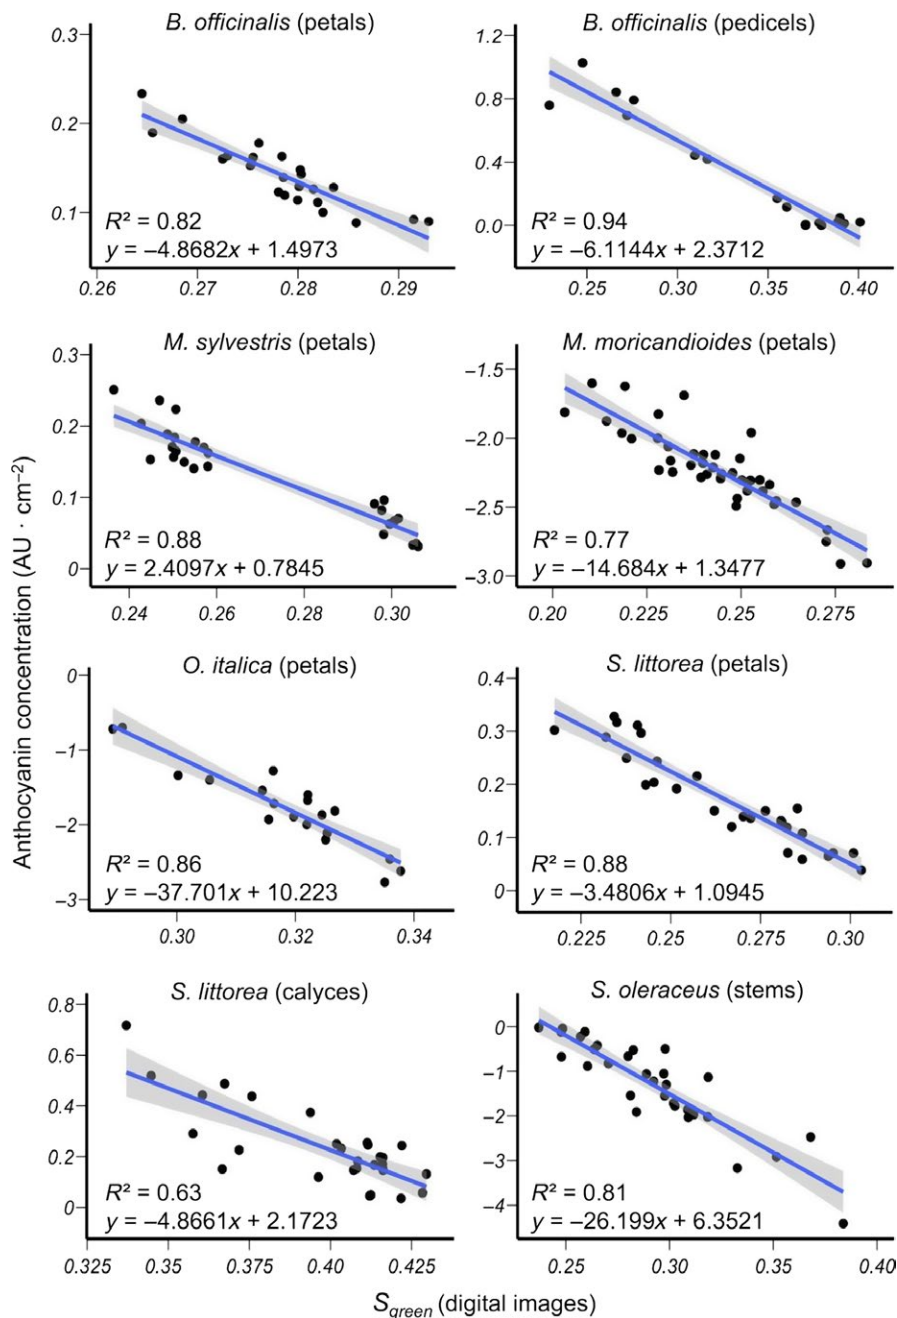 B. officinalis (petals)
0.3
0.2
0.1
R² = 0.82
y = −4.8682x + 1.4973
0.26 0.27 0.28 0.29
B. officinalis (pedicels)
1.2
0.8
0.4
0.0
R² = 0.94
y = −6.1144x + 2.3712
0.25 0.30 0.35 0.40
M. sylvestris (petals)
0.3
0.2
0.1
0
R² = 0.88
y = 2.4097x + 0.7845
0.24 0.26 0.28 0.30
M. moricandioides (petals)
−1.5
−2.0
−2.5
−3.0
R² = 0.77
y = −14.684x + 1.3477
0.20 0.225 0.25 0.275
Anthocyanin concentration (AU · cm⁻²)
O. italica (petals)
0
−1
−2
−3
R² = 0.86
y = −37.701x + 10.223
0.30 0.32 0.34
S. littorea (petals)
0.4
0.3
0.2
0.1
0
R² = 0.88
y = −3.4806x + 1.0945
0.225 0.25 0.275 0.30
S. littorea (calyces)
0.8
0.6
0.4
0.2
0
R² = 0.63
y = −4.8661x + 2.1723
0.325 0.35 0.375 0.40 0.425
S. oleraceus (stems)
0
−1
−2
−3
−4
R² = 0.81
y = −26.199x + 6.3521
0.25 0.30 0.35 0.40
Sgreen (digital images)